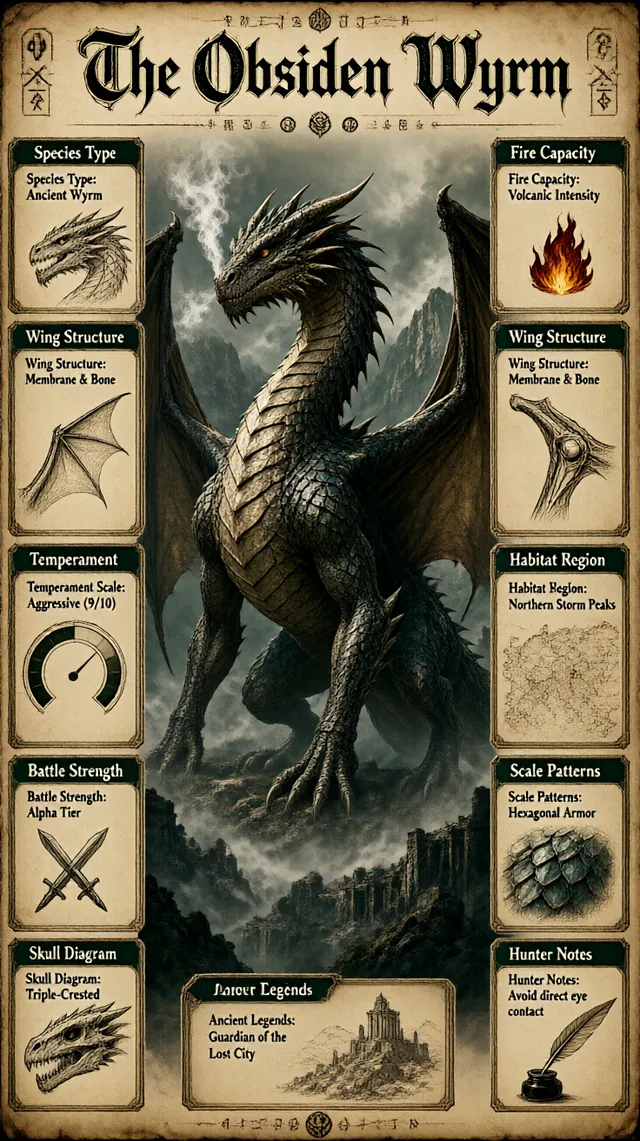 The Obsiden Wyrm
Species Type
Species Type:
Ancient Wyrm
Fire Capacity
Fire Capacity:
Volcanic Intensity
Wing Structure
Wing Structure:
Membrane & Bone
Wing Structure
Wing Structure:
Membrane & Bone
Temperament
Temperament Scale:
Aggressive (9/10)
Habitat Region
Habitat Region:
Northern Storm Peaks
Battle Strength
Battle Strength:
Alpha Tier
Scale Patterns
Scale Patterns:
Hexagonal Armor
Skull Diagram
Skull Diagram:
Triple-Crested
Legends
Ancient Legends:
Guardian of the
Lost City
Hunter Notes
Hunter Notes:
Avoid direct eye
contact